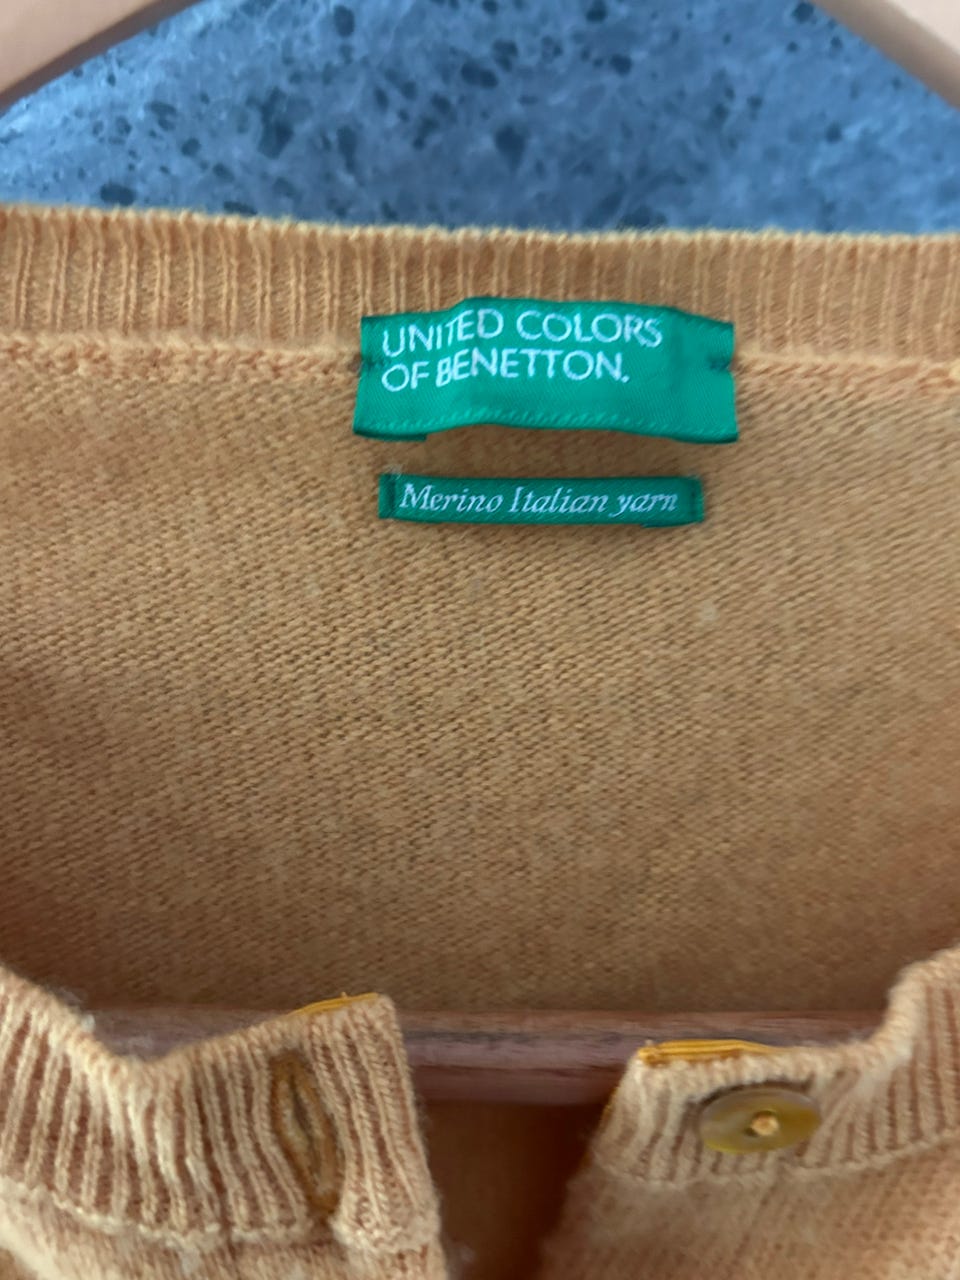 UNITED COLORS
OF BENETTON.
Merino Italian yarn